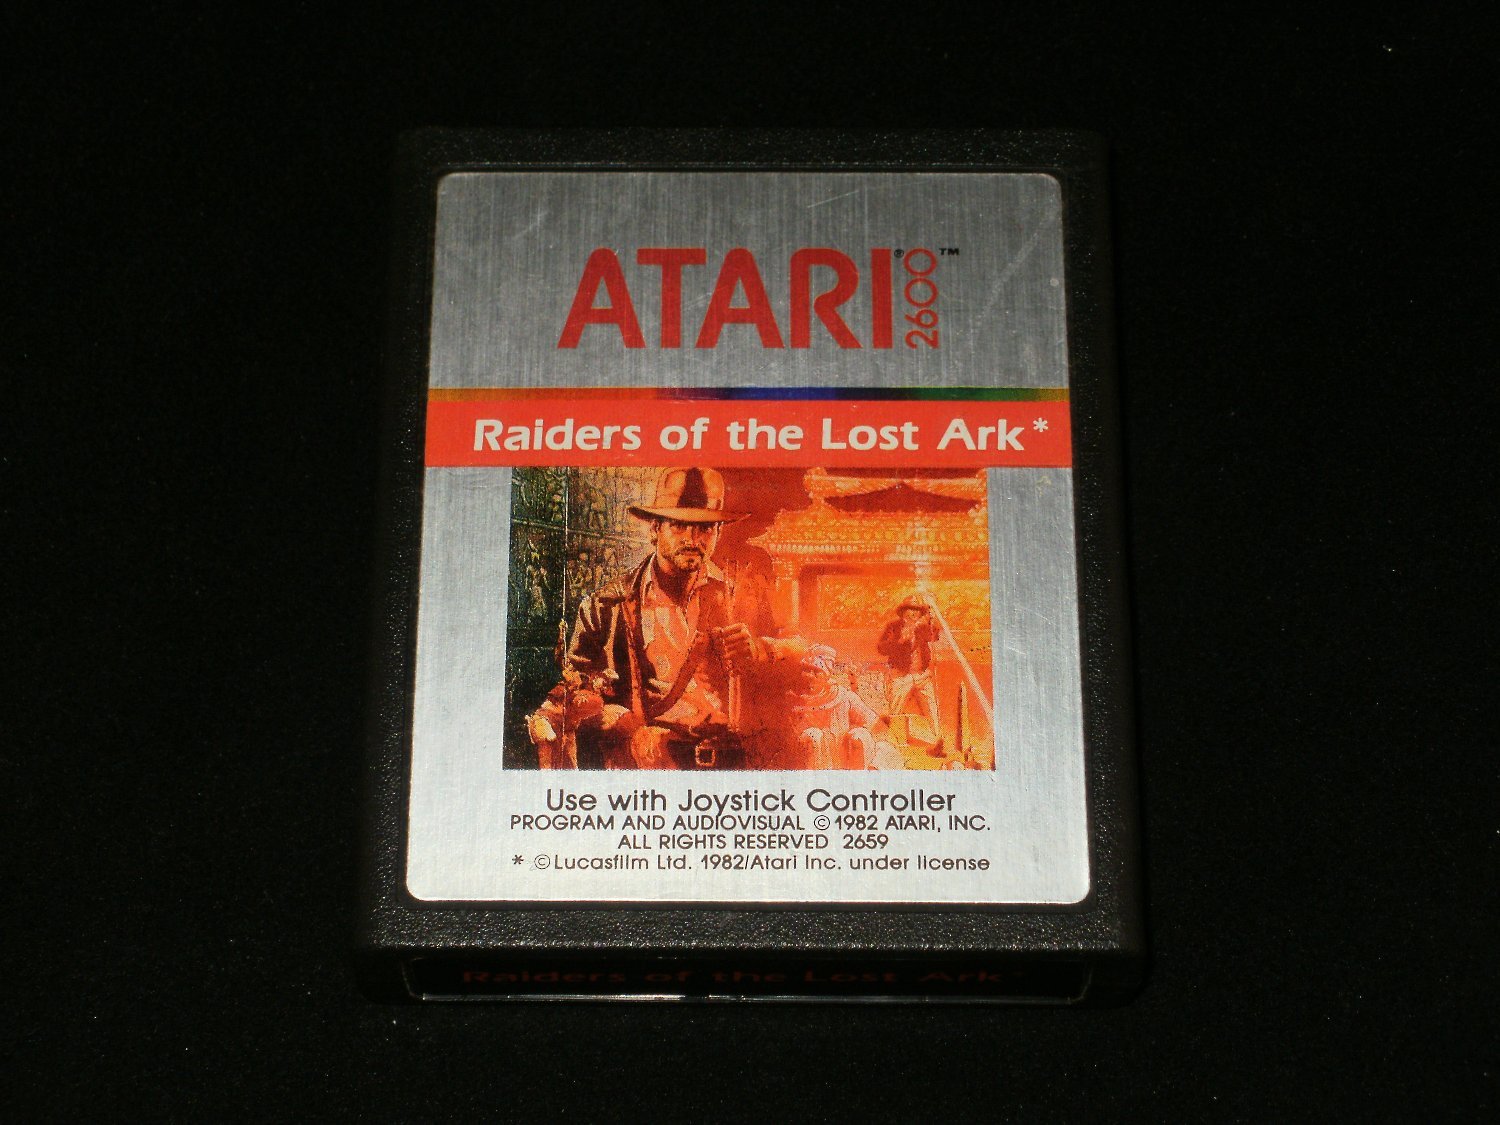 ATARI® 2600™
Raiders of the Lost Ark*
Use with Joystick Controller
PROGRAM AND AUDIOVISUAL © 1982 ATARI, INC.
ALL RIGHTS RESERVED 2659
* ©Lucasfilm Ltd. 1982/Atari Inc. under license
Raiders of the Lost Ark*